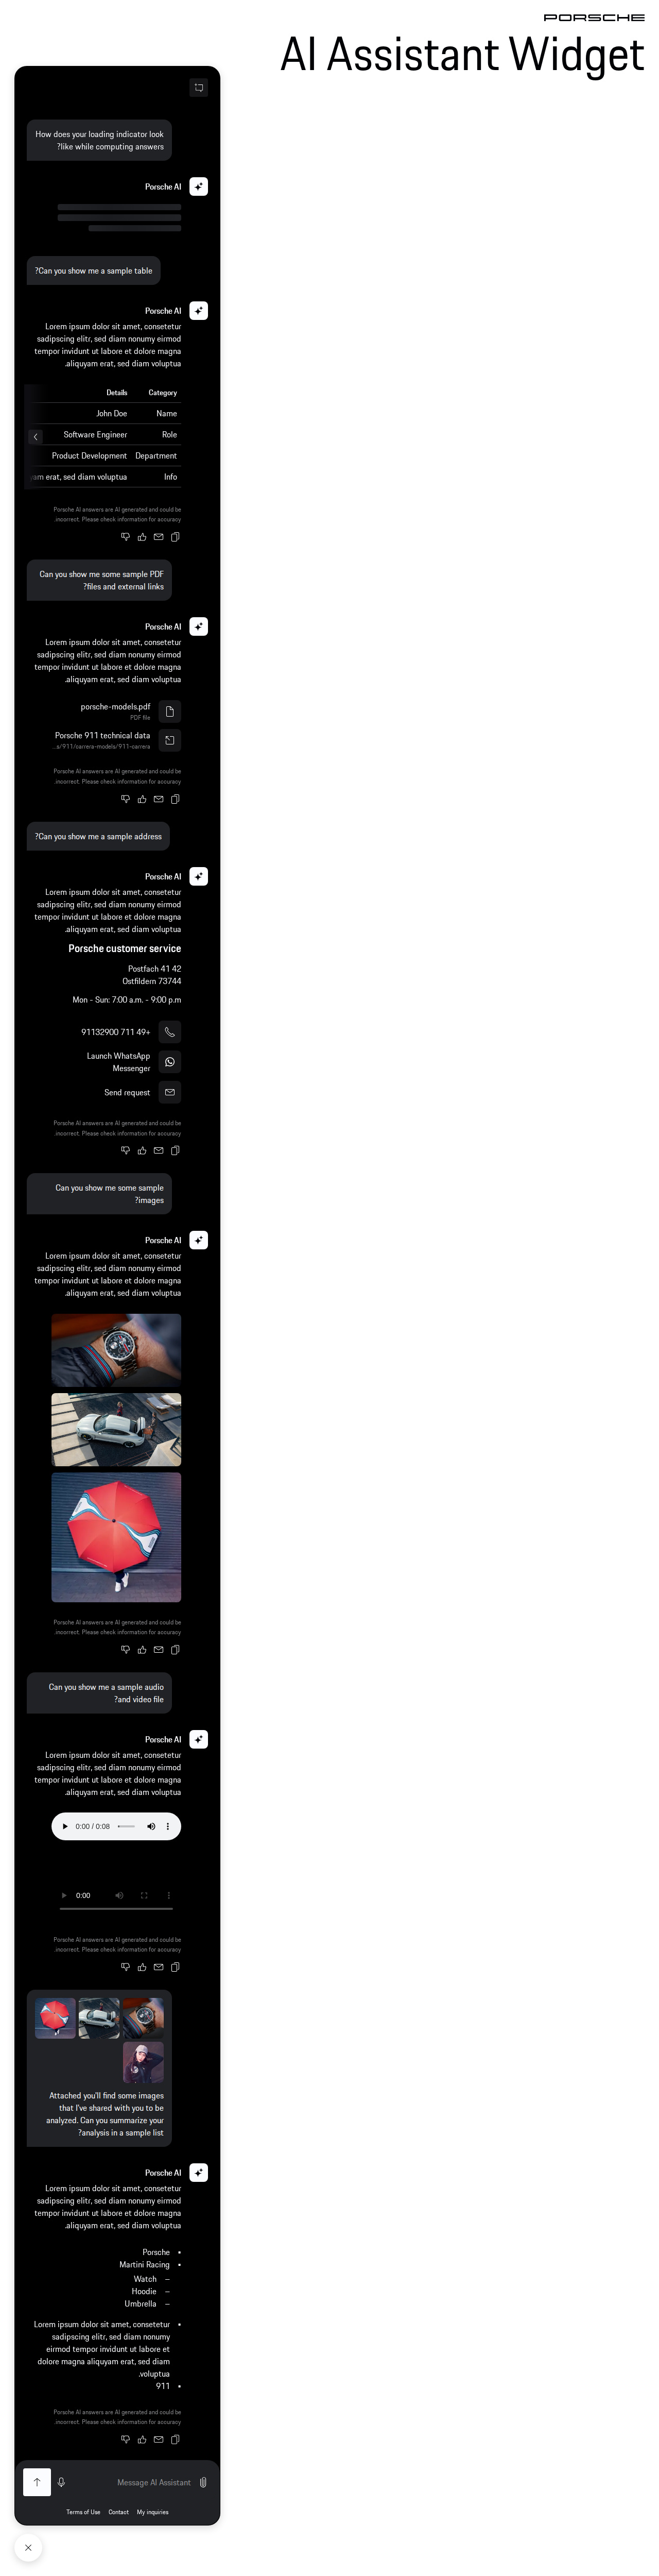 PORSCHE
AI Assistant Widget
How does your loading indicator look
like while computing answers?
Porsche AI
Can you show me a sample table?
Porsche AI
Lorem ipsum dolor sit amet, consetetur
sadipscing elitr, sed diam nonumy eirmod
tempor invidunt ut labore et dolore magna
aliquyam erat, sed diam voluptua.
Category Details
Name John Doe
Role Software Engineer
Department Product Development
Info yam erat, sed diam voluptua
Porsche AI answers are AI generated and could be
incorrect. Please check information for accuracy.
Can you show me some sample PDF
files and external links?
Porsche AI
Lorem ipsum dolor sit amet, consetetur
sadipscing elitr, sed diam nonumy eirmod
tempor invidunt ut labore et dolore magna
aliquyam erat, sed diam voluptua.
porsche-models.pdf
PDF file
Porsche 911 technical data
...s/911/carrera-models/911-carrera
Porsche AI answers are AI generated and could be
incorrect. Please check information for accuracy.
Can you show me a sample address?
Porsche AI
Lorem ipsum dolor sit amet, consetetur
sadipscing elitr, sed diam nonumy eirmod
tempor invidunt ut labore et dolore magna
aliquyam erat, sed diam voluptua.
Porsche customer service
Postfach 41 42
Ostfildern 73744
Mon - Sun: 7:00 a.m. - 9:00 p.m
91132900 711 49+
Launch WhatsApp
Messenger
Send request
Porsche AI answers are AI generated and could be
incorrect. Please check information for accuracy.
Can you show me some sample
images?
Porsche AI
Lorem ipsum dolor sit amet, consetetur
sadipscing elitr, sed diam nonumy eirmod
tempor invidunt ut labore et dolore magna
aliquyam erat, sed diam voluptua.
Porsche AI answers are AI generated and could be
incorrect. Please check information for accuracy.
Can you show me a sample audio
and video file?
Porsche AI
Lorem ipsum dolor sit amet, consetetur
sadipscing elitr, sed diam nonumy eirmod
tempor invidunt ut labore et dolore magna
aliquyam erat, sed diam voluptua.
0:00 / 0:08
0:00
Porsche AI answers are AI generated and could be
incorrect. Please check information for accuracy.
Attached you'll find some images
that I've shared with you to be
analyzed. Can you summarize your
analysis in a sample list?
Porsche AI
Lorem ipsum dolor sit amet, consetetur
sadipscing elitr, sed diam nonumy eirmod
tempor invidunt ut labore et dolore magna
aliquyam erat, sed diam voluptua.
• Porsche
• Martini Racing
– Watch
– Hoodie
– Umbrella
• Lorem ipsum dolor sit amet, consetetur
sadipscing elitr, sed diam nonumy
eirmod tempor invidunt ut labore et
dolore magna aliquyam erat, sed diam
voluptua.
• 911
Porsche AI answers are AI generated and could be
incorrect. Please check information for accuracy.
Message AI Assistant
Terms of Use Contact My inquiries